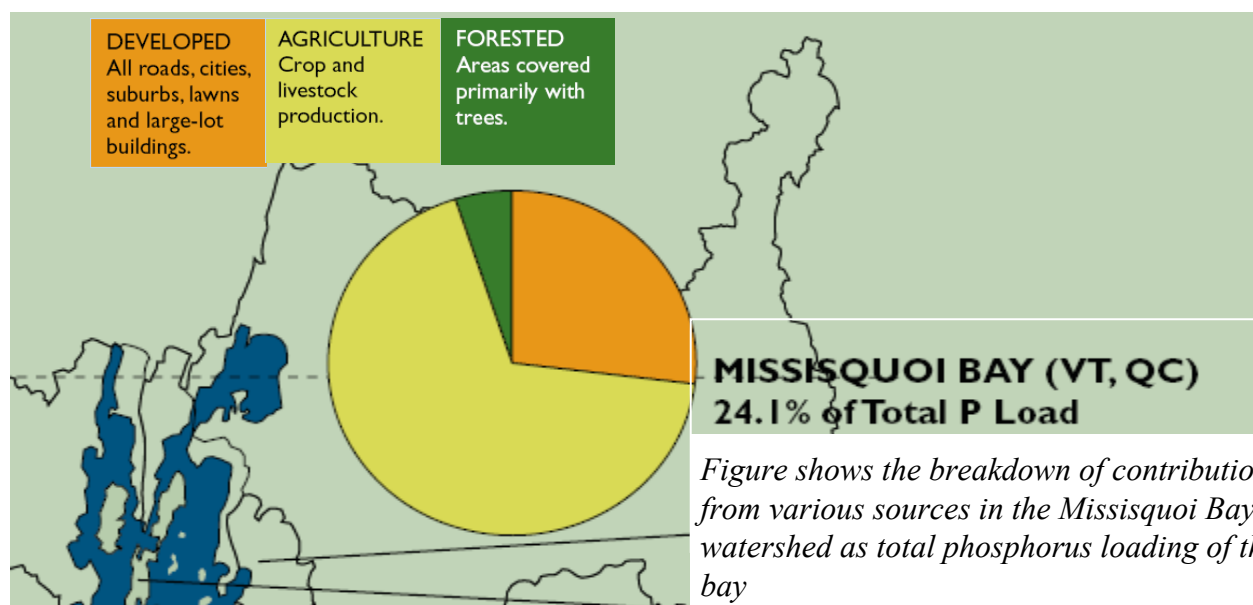 DEVELOPED
All roads, cities,
suburbs, lawns
and large-lot
buildings.
AGRICULTURE
Crop and
livestock
production.
FORESTED
Areas covered
primarily with
trees.
MISSISQUOI BAY (VT, QC)
24.1% of Total P Load
Figure shows the breakdown of contributio
from various sources in the Missisquoi Bay
watershed as total phosphorus loading of th
bay